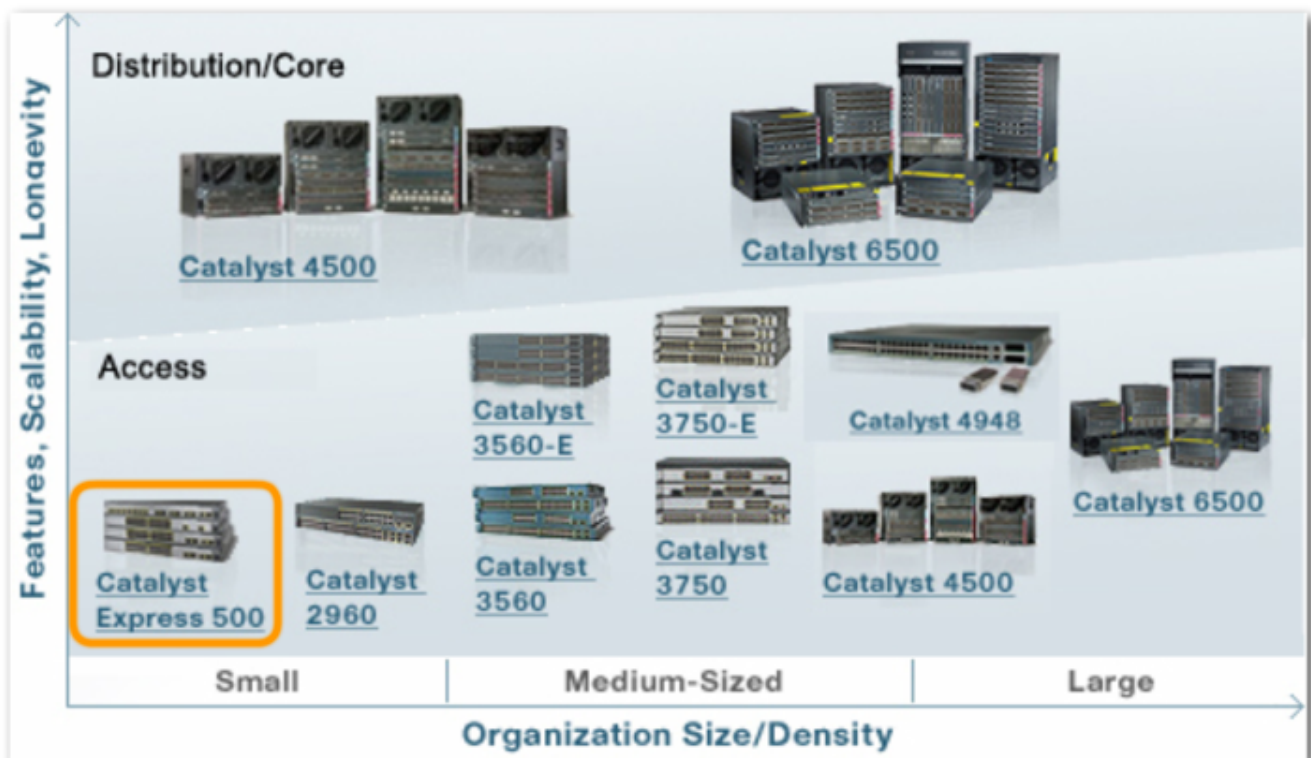 Features, Scalability, Longevity
Distribution/Core
Catalyst 4500
Catalyst 6500
Access
Catalyst
3560-E
Catalyst
3750-E
Catalyst 4948
Catalyst 6500
Catalyst
Express 500
Catalyst
2960
Catalyst
3560
Catalyst
3750
Catalyst 4500
Small
Medium-Sized
Large
Organization Size/Density